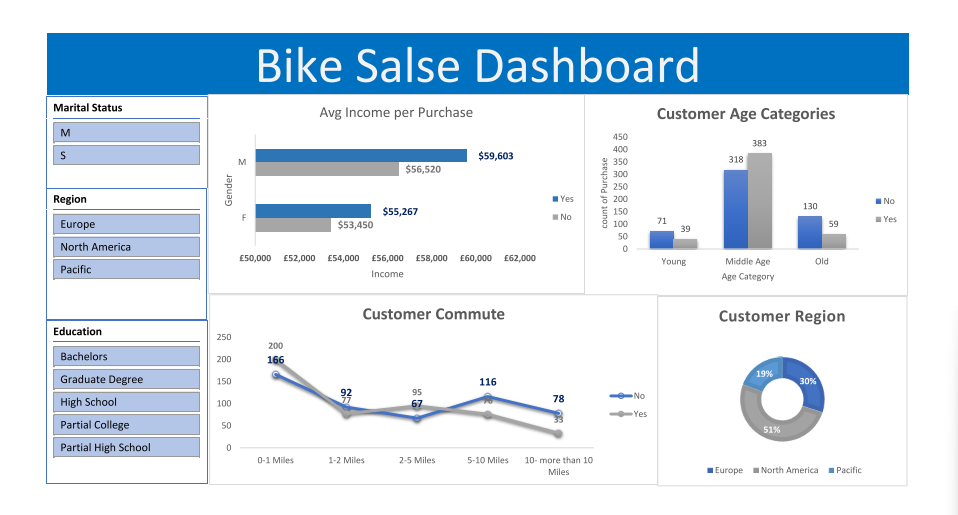 Bike Salse Dashboard
Marital Status
M
S
Region
Europe
North America
Pacific
Education
Bachelors
Graduate Degree
High School
Partial College
Partial High School
Avg Income per Purchase
Gender
M
$59,603
$56,520
F
$55,267
$53,450
Yes
No
£50,000 £52,000 £54,000 £56,000 £58,000 £60,000 £62,000
Income
Customer Age Categories
count of Purchase
450
400
350
300
250
200
150
100
50
0
71 39
318 383
130 59
Young Middle Age Old
Age Category
No
Yes
Customer Commute
250
200
150
100
50
0
200
166
92
77
95
67
116
76
78
33
0-1 Miles 1-2 Miles 2-5 Miles 5-10 Miles 10- more than 10
Miles
No
Yes
Customer Region
19% 30%
51%
Europe North America Pacific